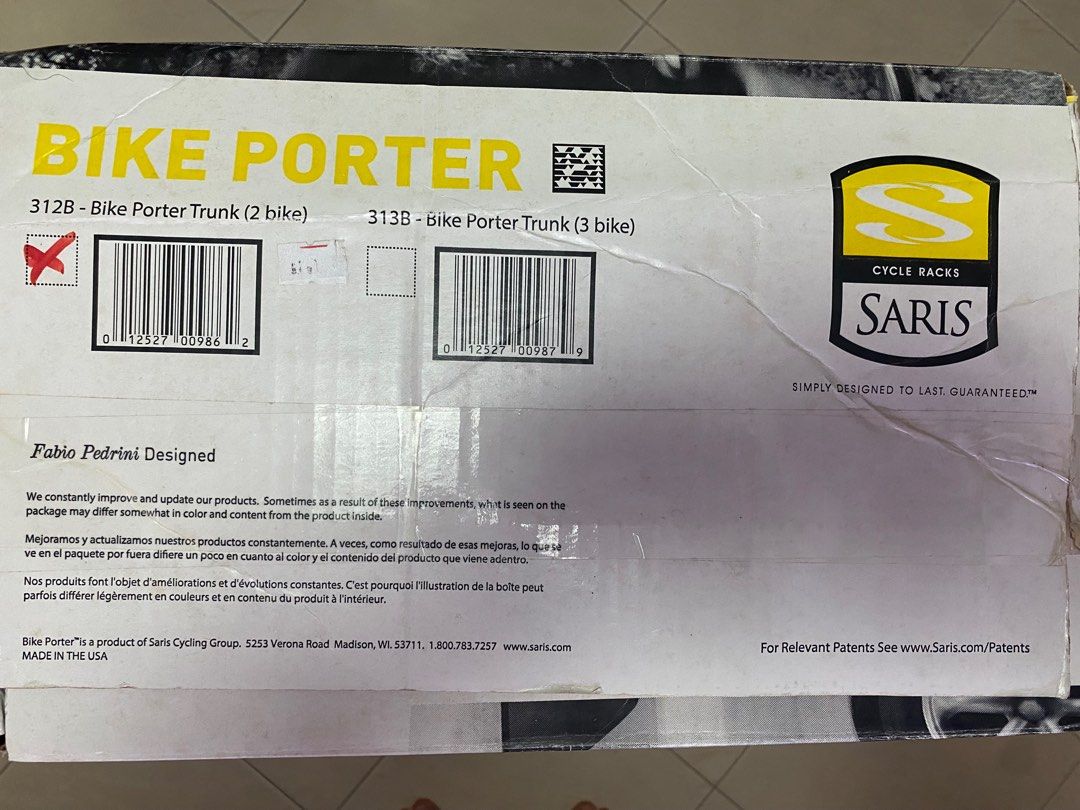 BIKE PORTER
312B - Bike Porter Trunk (2 bike)
313B - Bike Porter Trunk (3 bike)
0 12527 00986 2
0 12527 00987 9
S
CYCLE RACKS
SARIS
SIMPLY DESIGNED TO LAST. GUARANTEED.™
Fabio Pedrini Designed
We constantly improve and update our products. Sometimes as a result of these improvements, what is seen on the
package may differ somewhat in color and content from the product inside.
Mejoramos y actualizamos nuestros productos constantemente. A veces, como resultado de esas mejoras, lo que se
ve en el paquete por fuera difiere un poco en cuanto al color y el contenido del producto que viene adentro.
Nos produits font l'objet d'améliorations et d'évolutions constantes. C'est pourquoi l'illustration de la boîte peut
parfois différer légèrement en couleurs et en contenu du produit à l'intérieur.
Bike Porter™is a product of Saris Cycling Group. 5253 Verona Road Madison, WI. 53711. 1.800.783.7257 www.saris.com
MADE IN THE USA
For Relevant Patents See www.Saris.com/Patents